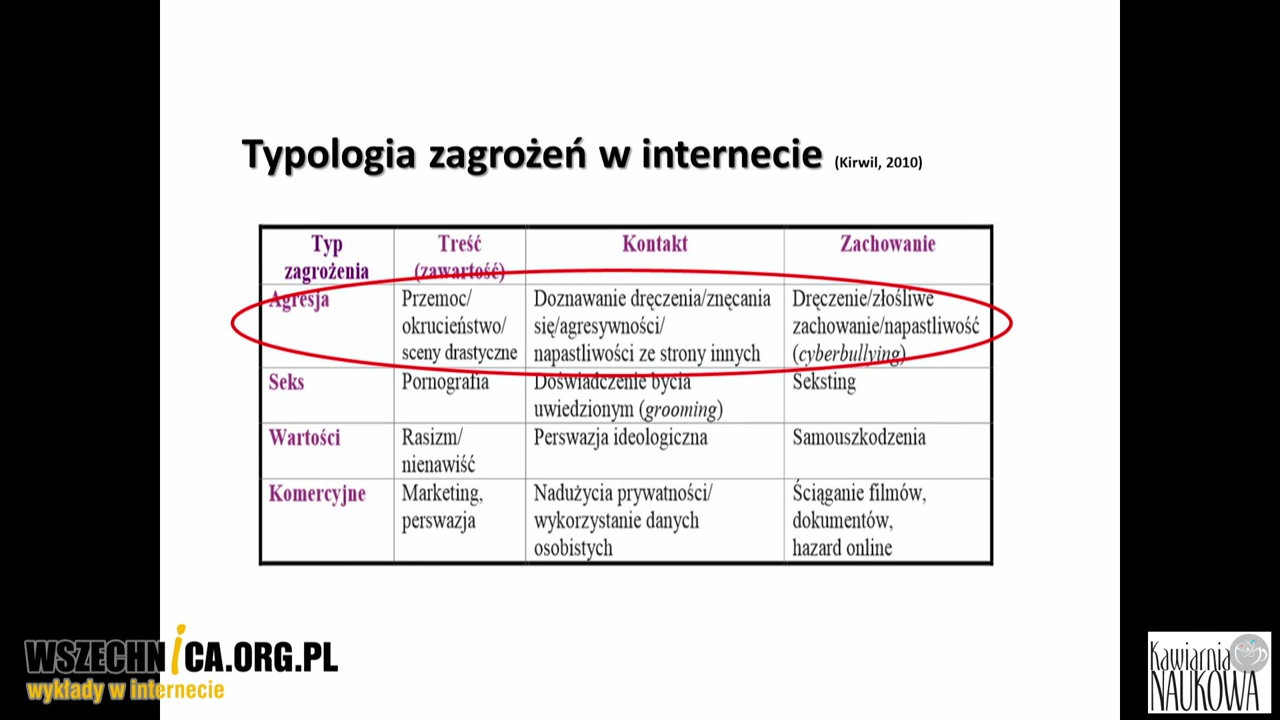 Typologia zagrożeń w internecie (Kirwil, 2010)
Typ zagrożenia
Treść (zawartość)
Kontakt
Zachowanie
Agresja
Przemoc/
okrucieństwo/
sceny drastyczne
Doznawanie dręczenia/znęcania
się/agresywności/
napastliwości ze strony innych
Dręczenie/złośliwe
zachowanie/napastliwość
(cyberbullying)
Seks
Pornografia
Doświadczenie bycia
uwiedzionym (grooming)
Seksting
Wartości
Rasizm/
nienawiść
Perswazja ideologiczna
Samouszkodzenia
Komercyjne
Marketing,
perswazja
Nadużycia prywatności/
wykorzystanie danych
osobistych
Ściąganie filmów,
dokumentów,
hazard online
WSZECHNiCA.ORG.PL
wykłady w internecie
Kawiarnia
NAUKOWA